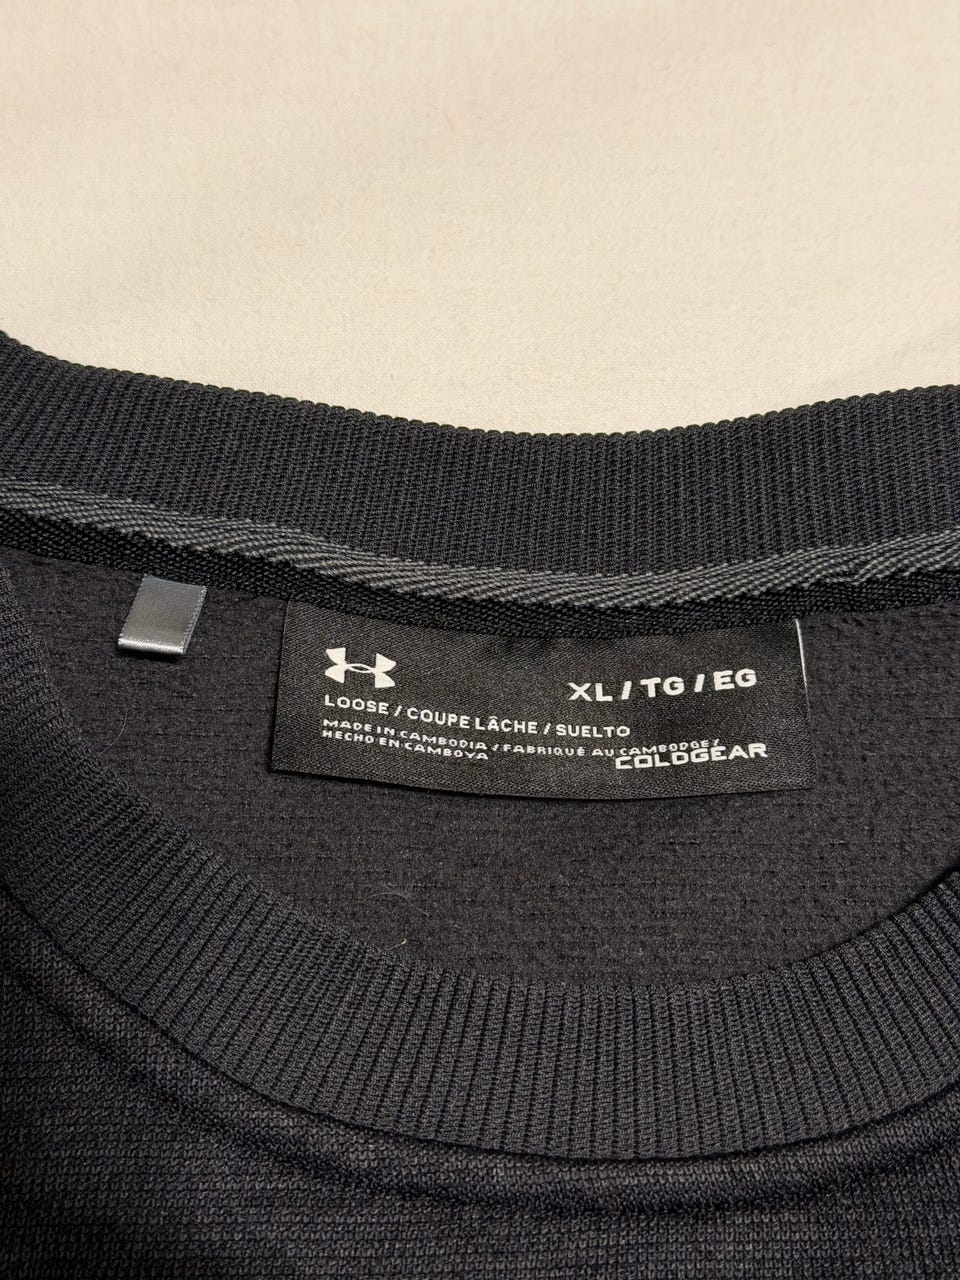 XL / TG / EG
LOOSE / COUPE LÂCHE / SUELTO
MADE IN CAMBODIA / FABRIQUÉ AU CAMBODGE /
HECHO EN CAMBOYA
COLDGEAR